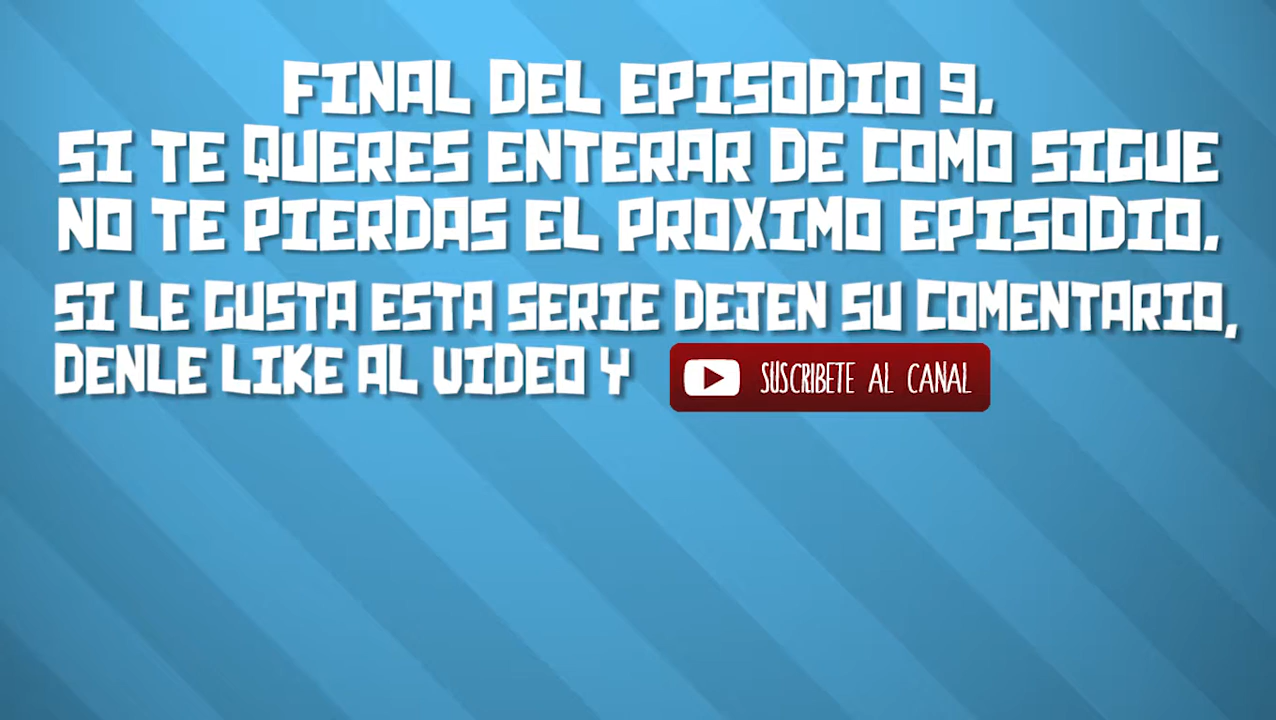 FINAL DEL EPISODIO 9.
SI TE QUERES ENTERAR DE COMO SIGUE
NO TE PIERDAS EL PROXIMO EPISODIO.
SI LE GUSTA ESTA SERIE DEJEN SU COMENTARIO,
DENLE LIKE AL VIDEO Y SUSCRIBETE AL CANAL